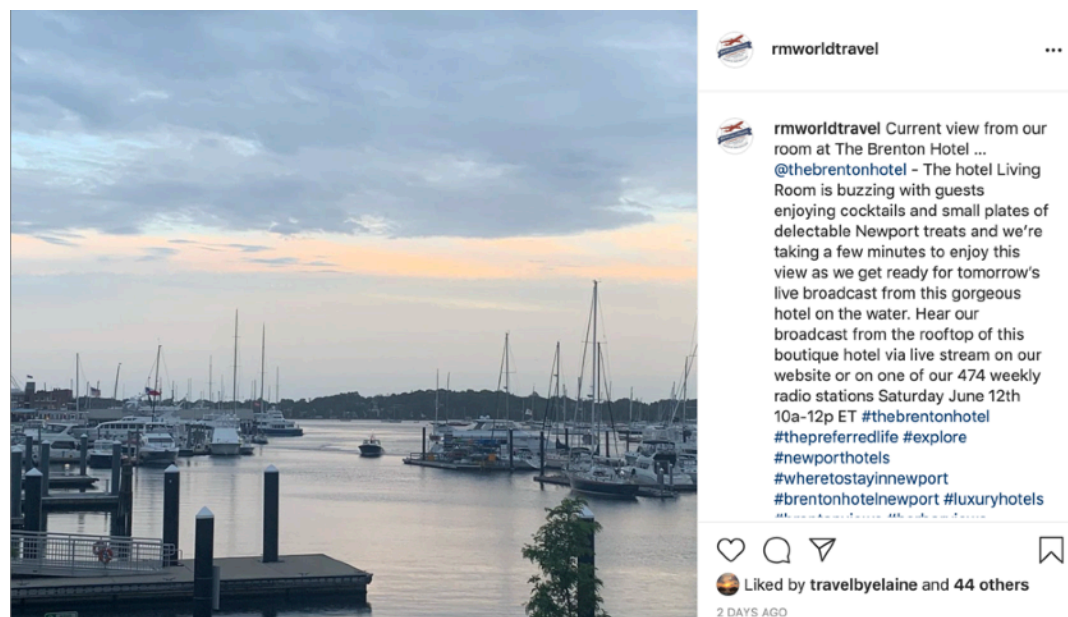 rmworldtravel
rmworldtravel Current view from our
room at The Brenton Hotel ...
@thebrentonhotel - The hotel Living
Room is buzzing with guests
enjoying cocktails and small plates of
delectable Newport treats and we're
taking a few minutes to enjoy this
view as we get ready for tomorrow's
live broadcast from this gorgeous
hotel on the water. Hear our
broadcast from the rooftop of this
boutique hotel via live stream on our
website or on one of our 474 weekly
radio stations Saturday June 12th
10a-12p ET #thebrentonhotel
#thepreferredlife #explore
#newporthotels
#wheretostayinnewport
#brentonhotelnewport #luxuryhotels
Liked by travelbyelaine and 44 others
2 DAYS AGO